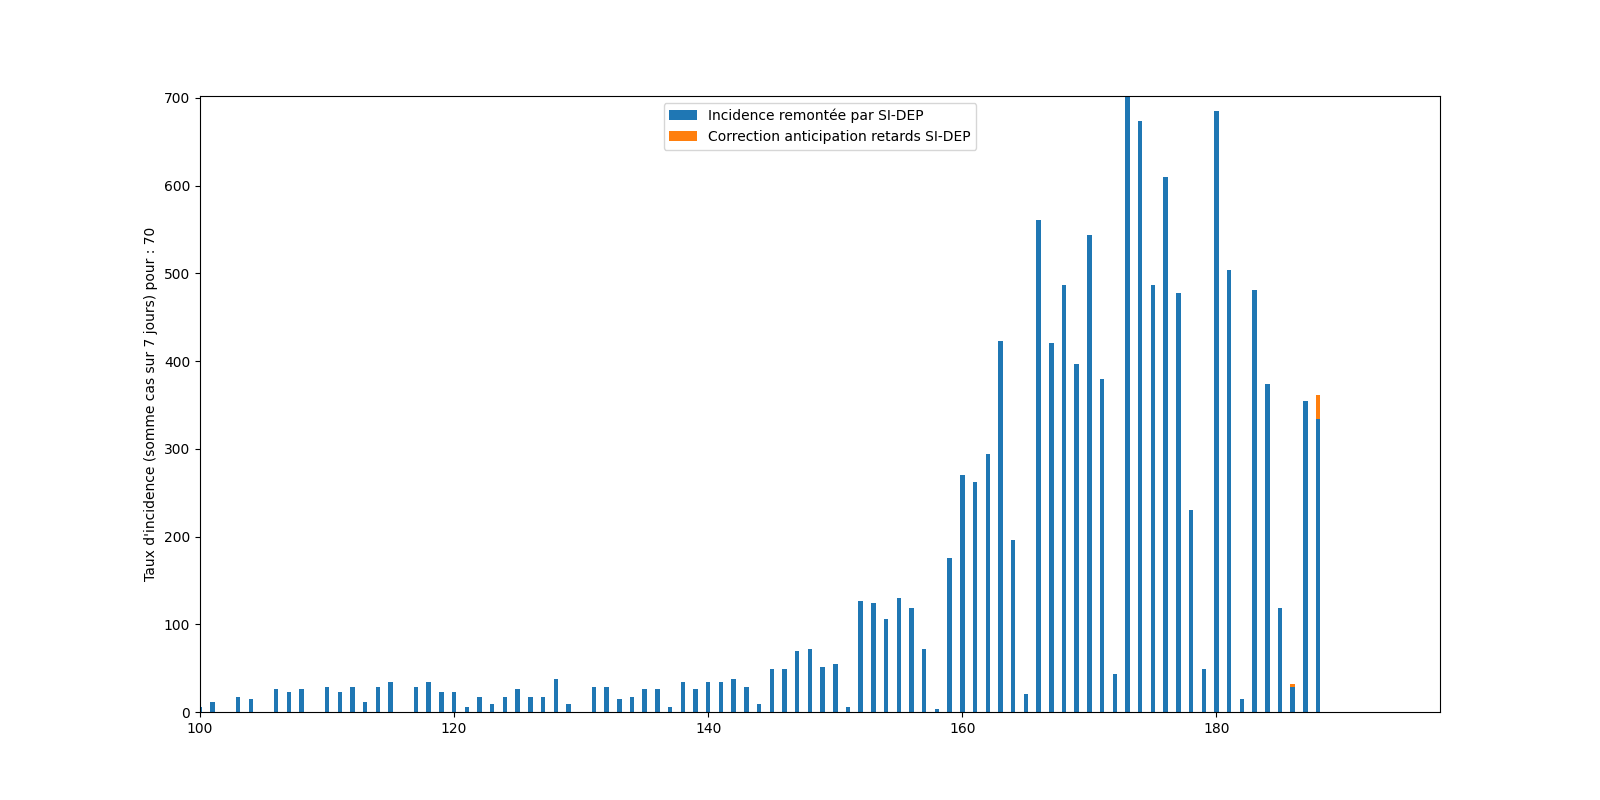 Incidence remontée par SI-DEP
Correction anticipation retards SI-DEP
Taux d'incidence (somme cas sur 7 jours) pour : 70
700
600
500
400
300
200
100
0
100 120 140 160 180